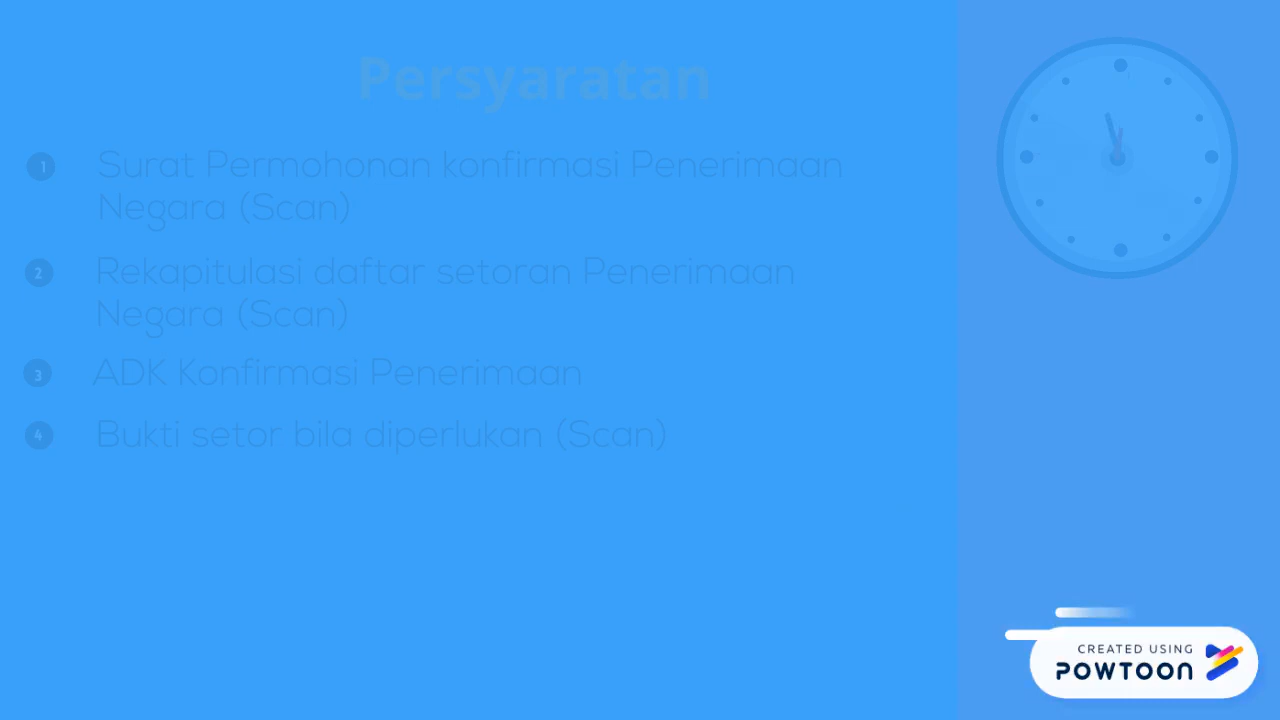 Persyaratan
1 Surat Permohonan konfirmasi Penerimaan
Negara (Scan)
2 Rekapitulasi daftar setoran Penerimaan
Negara (Scan)
3 ADK Konfirmasi Penerimaan
4 Bukti setor bila diperlukan (Scan)
CREATED USING
POWTOON